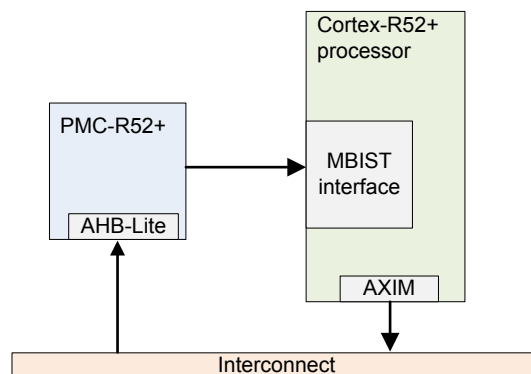 Cortex-R52+
processor
PMC-R52+
MBIST
interface
AHB-Lite
AXIM
Interconnect